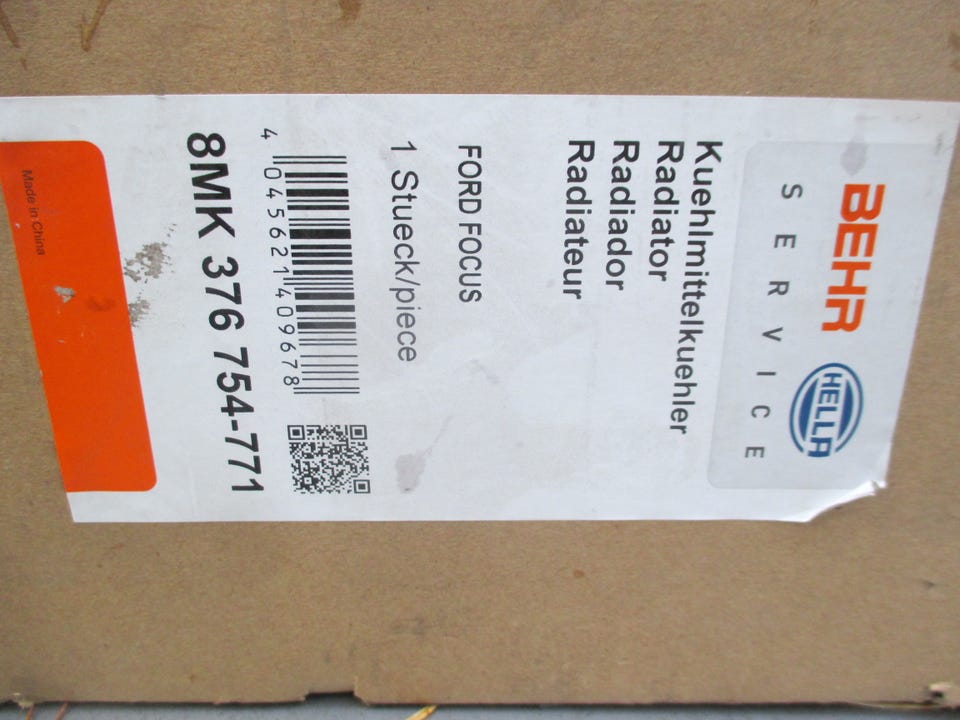 BEHR HELLA
SERVICE
Kuehlmittelkuehler
Radiator
Radiador
Radiateur
FORD FOCUS
1 Stueck/piece
4 045621 409678
8MK 376 754-771
Made in China